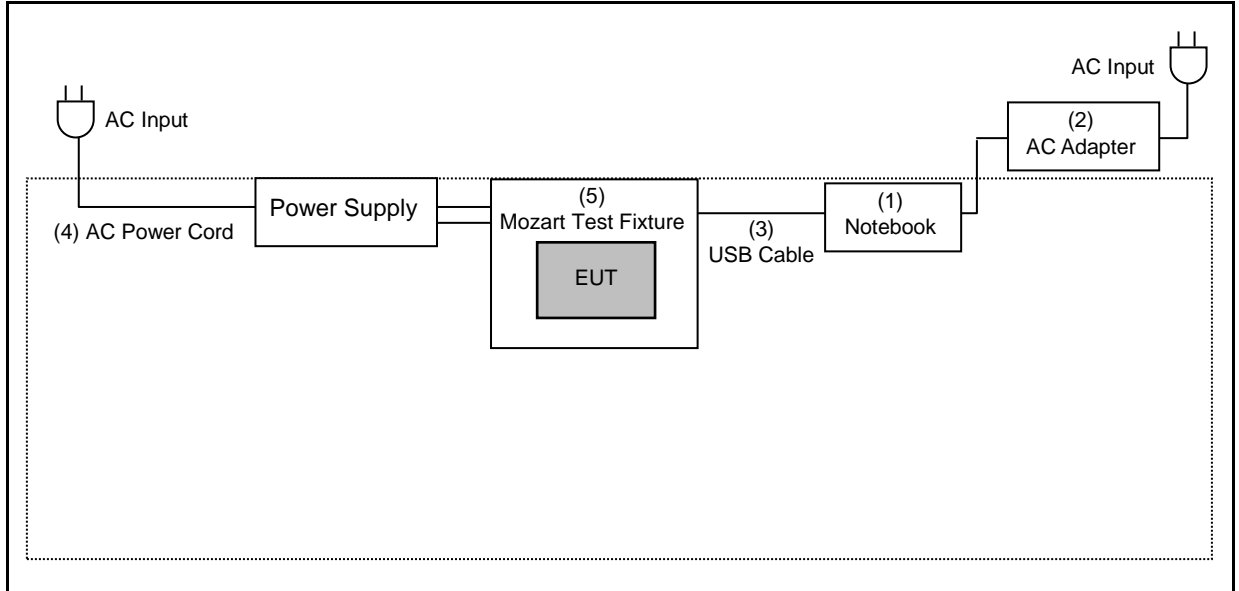 AC Input
AC Input
(2)
AC Adapter
(4) AC Power Cord
Power Supply
(5)
Mozart Test Fixture
EUT
(3)
USB Cable
(1)
Notebook